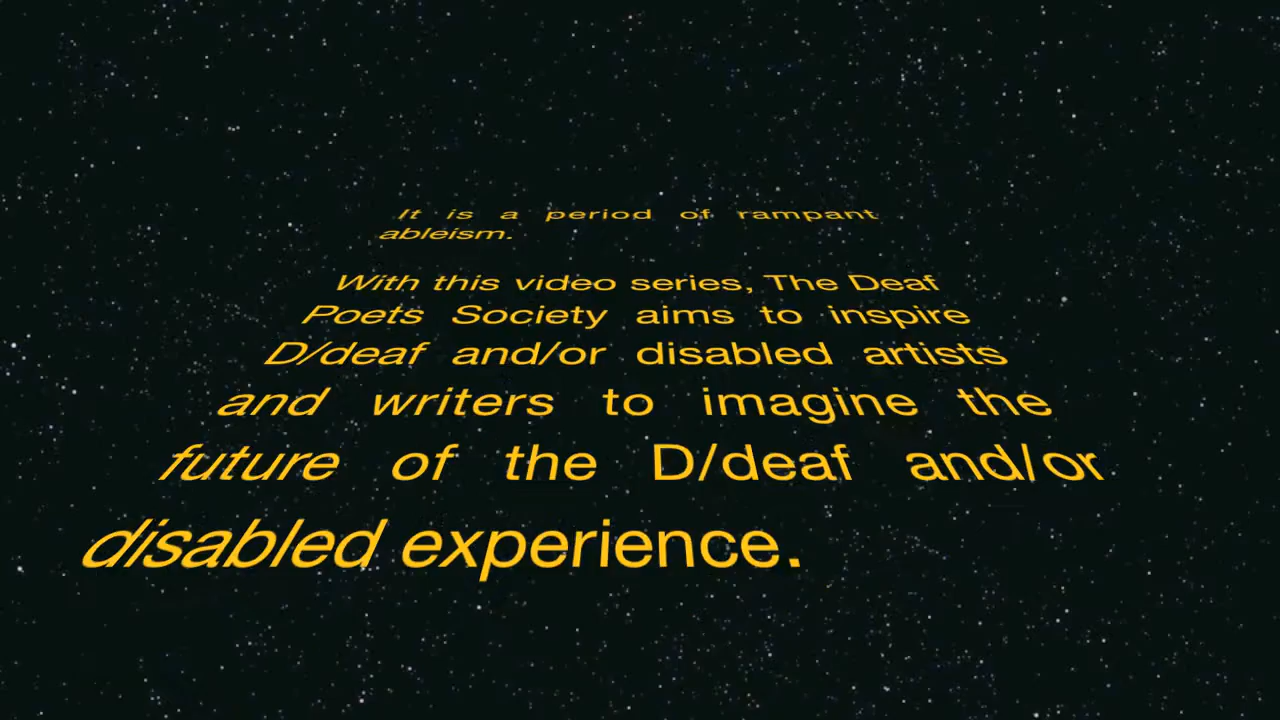 It is a period of rampant
ableism.
With this video series, The Deaf
Poets Society aims to inspire
D/deaf and/or disabled artists
and writers to imagine the
future of the D/deaf and/or
disabled experience.